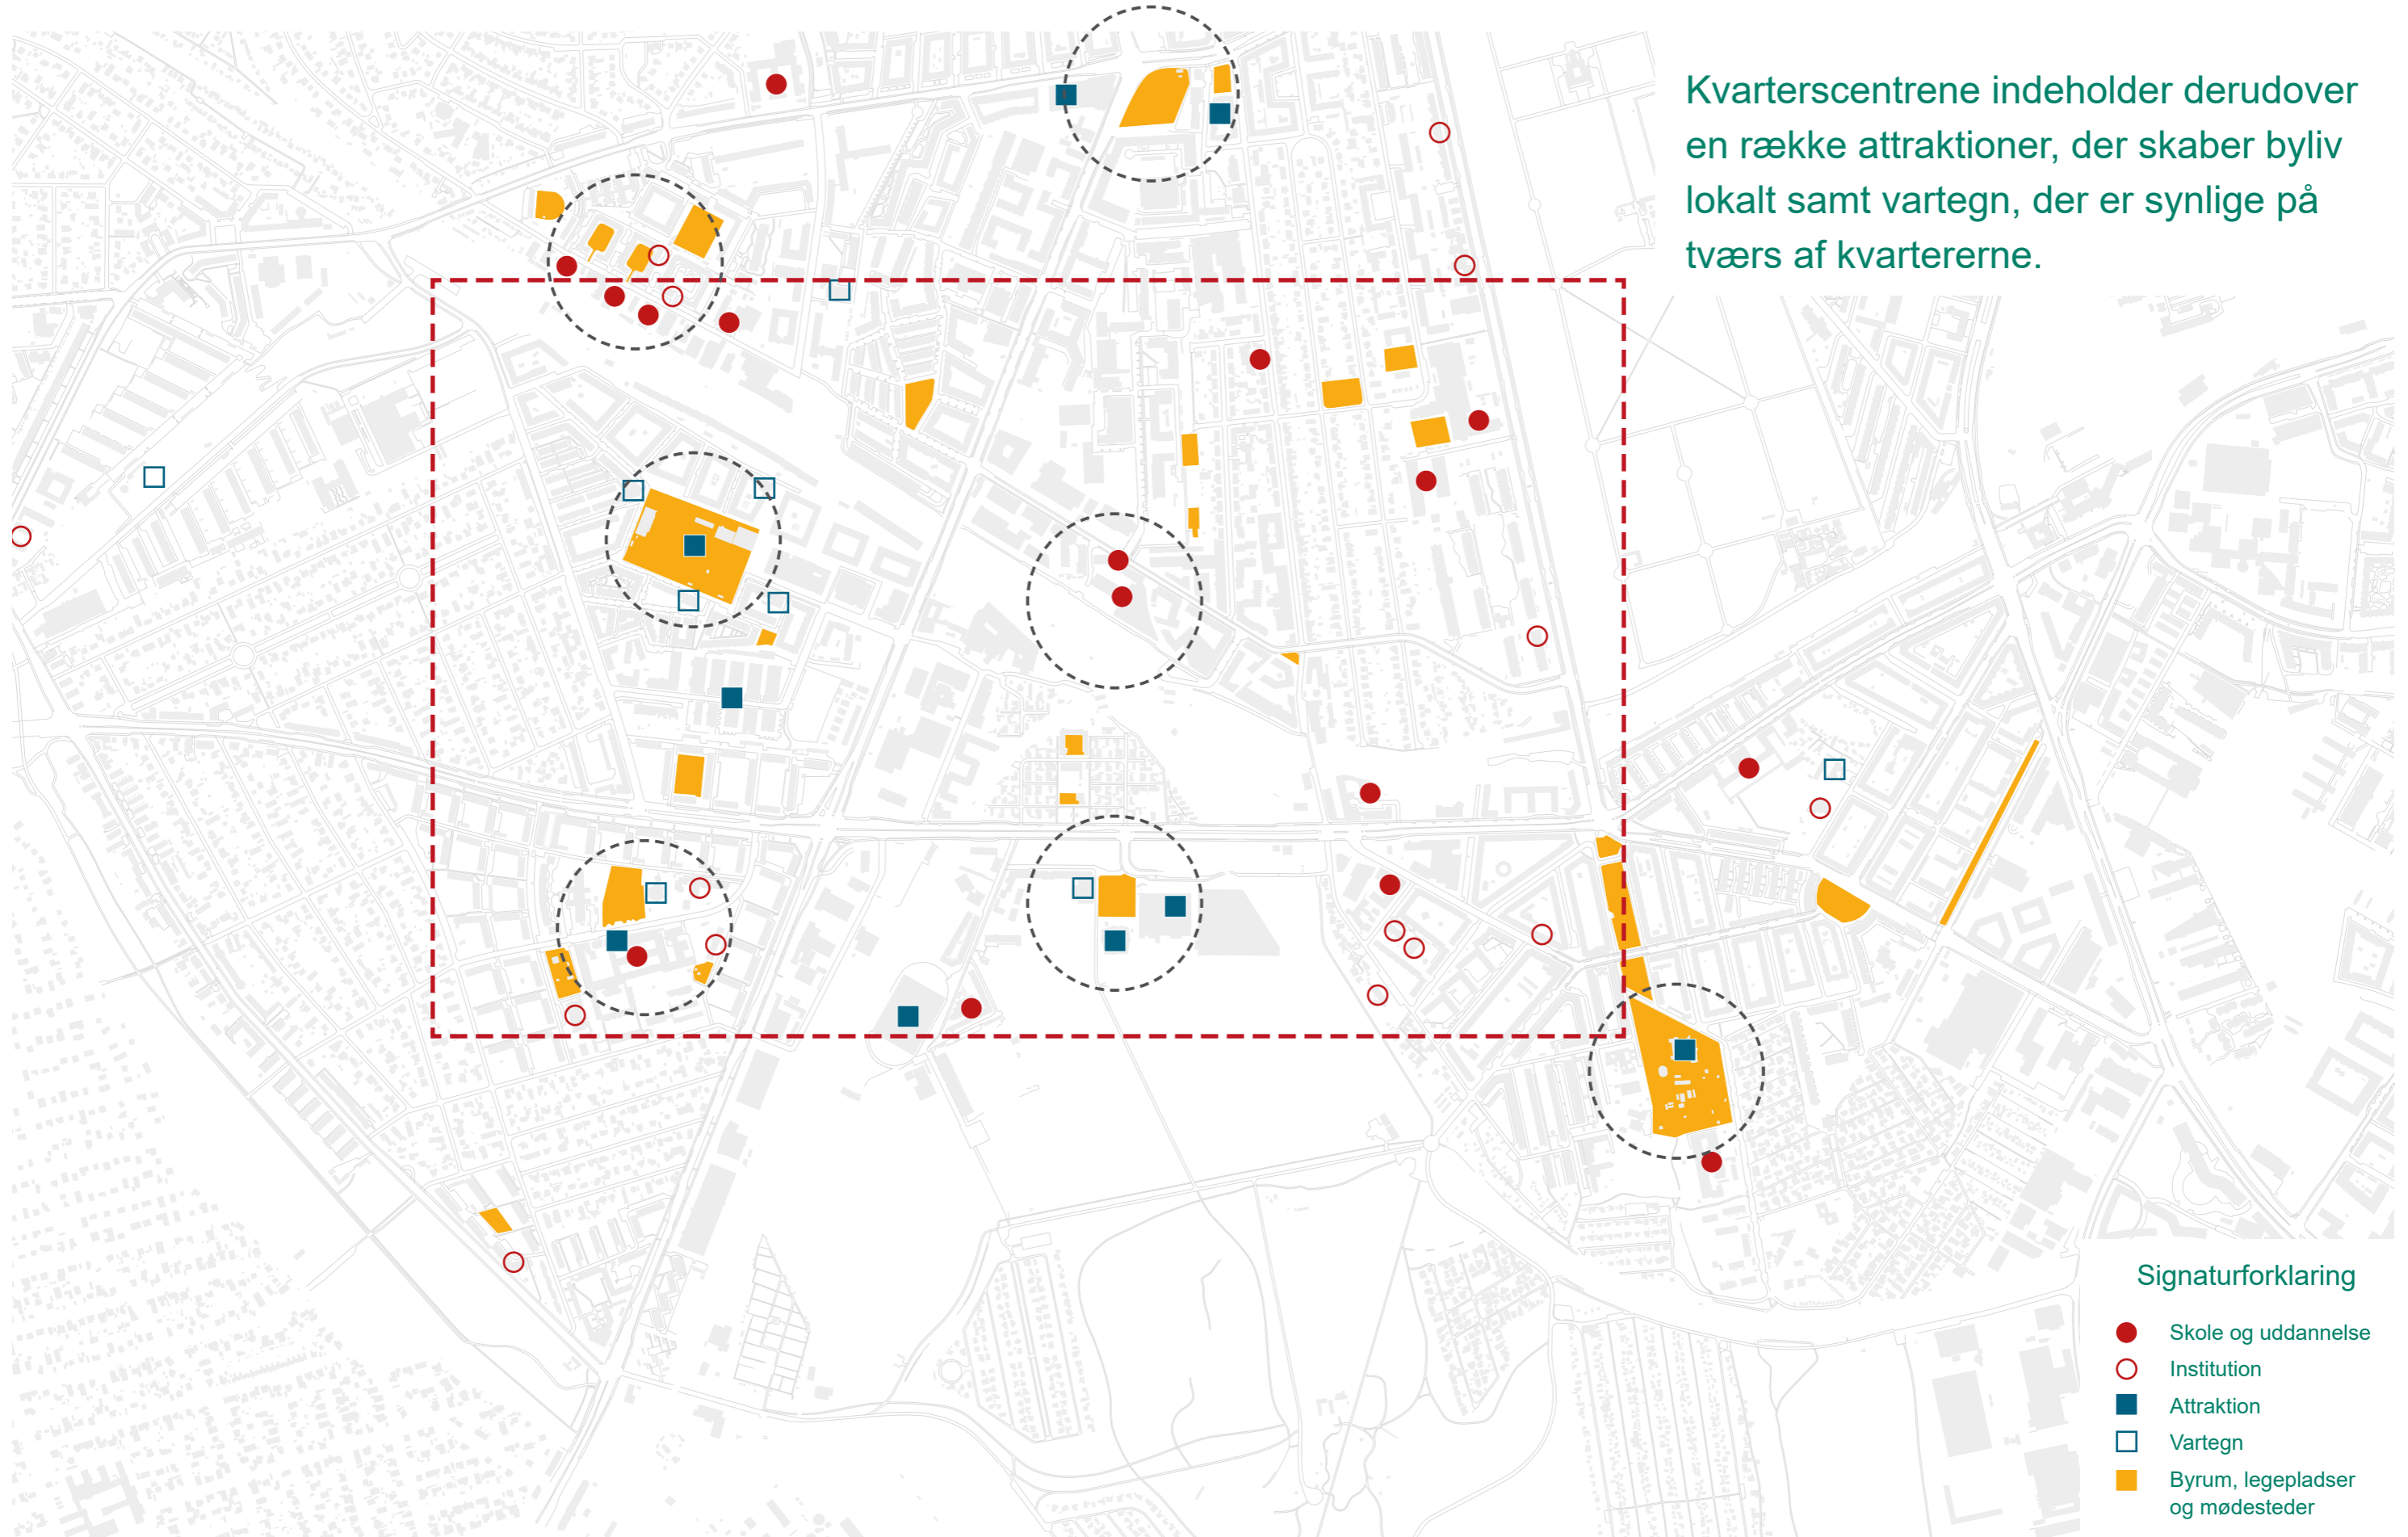 Kvarterscentrene indeholder derudover
en række attraktioner, der skaber byliv
lokalt samt vartegn, der er synlige på
tværs af kvartererne.
Signaturforklaring
Skole og uddannelse
Institution
Attraktion
Vartegn
Byrum, legepladser
og mødesteder